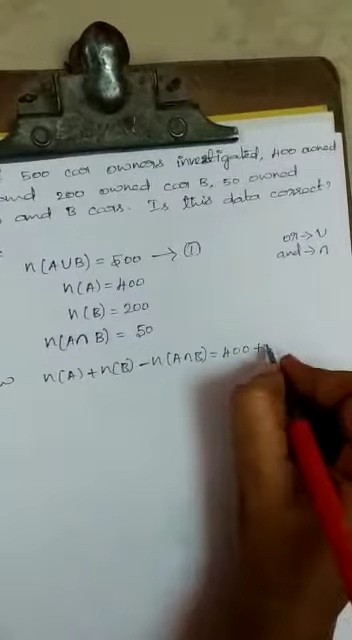 500 car owners investigated, 400 owned
and 200 owned car B, 50 owned
and B cars. Is this data correct?
n(A∪B) = 500 → ①
or → ∪
n(A) = 400
and → ∩
n(B) = 200
n(A∩B) = 50
n(A) + n(B) - n(A∩B) = 400 +